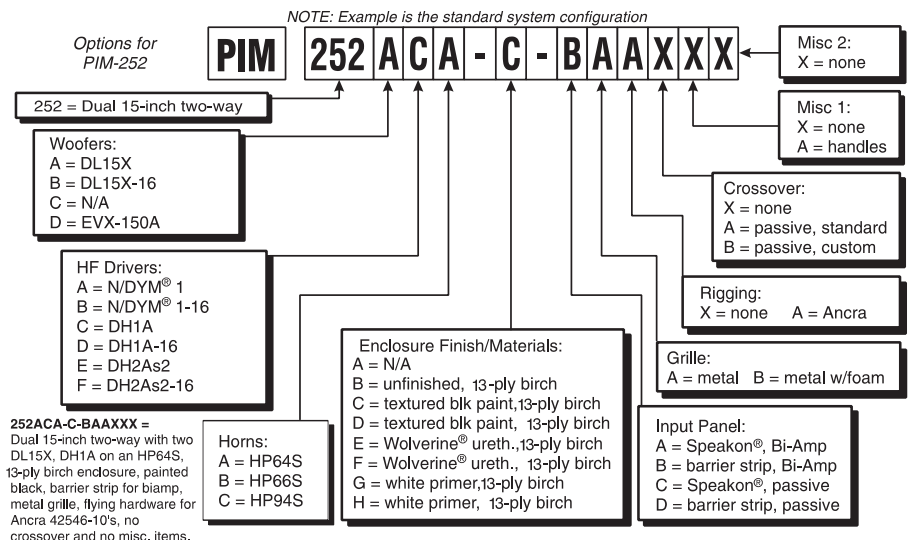 NOTE: Example is the standard system configuration
Options for
PIM-252
PIM
252 A C A - C - B A A X X X
Misc 2:
X = none
252 = Dual 15-inch two-way
Misc 1:
X = none
A = handles
Woofers:
A = DL15X
B = DL15X-16
C = N/A
D = EVX-150A
Crossover:
X = none
A = passive, standard
B = passive, custom
HF Drivers:
A = N/DYM® 1
B = N/DYM® 1-16
C = DH1A
D = DH1A-16
E = DH2As2
F = DH2As2-16
Rigging:
X = none A = Ancra
Enclosure Finish/Materials:
A = N/A
B = unfinished, 13-ply birch
C = textured blk paint,13-ply birch
D = textured blk paint, 13-ply birch
E = Wolverine® ureth.,13-ply birch
F = Wolverine® ureth., 13-ply birch
G = white primer,13-ply birch
H = white primer, 13-ply birch
Grille:
A = metal B = metal w/foam
252ACA-C-BAAXXX =
Dual 15-inch two-way with two
DL15X, DH1A on an HP64S,
13-ply birch enclosure, painted
black, barrier strip for biamp,
metal grille, flying hardware for
Ancra 42546-10's, no
crossover and no misc. items.
Horns:
A = HP64S
B = HP66S
C = HP94S
Input Panel:
A = Speakon®, Bi-Amp
B = barrier strip, Bi-Amp
C = Speakon®, passive
D = barrier strip, passive